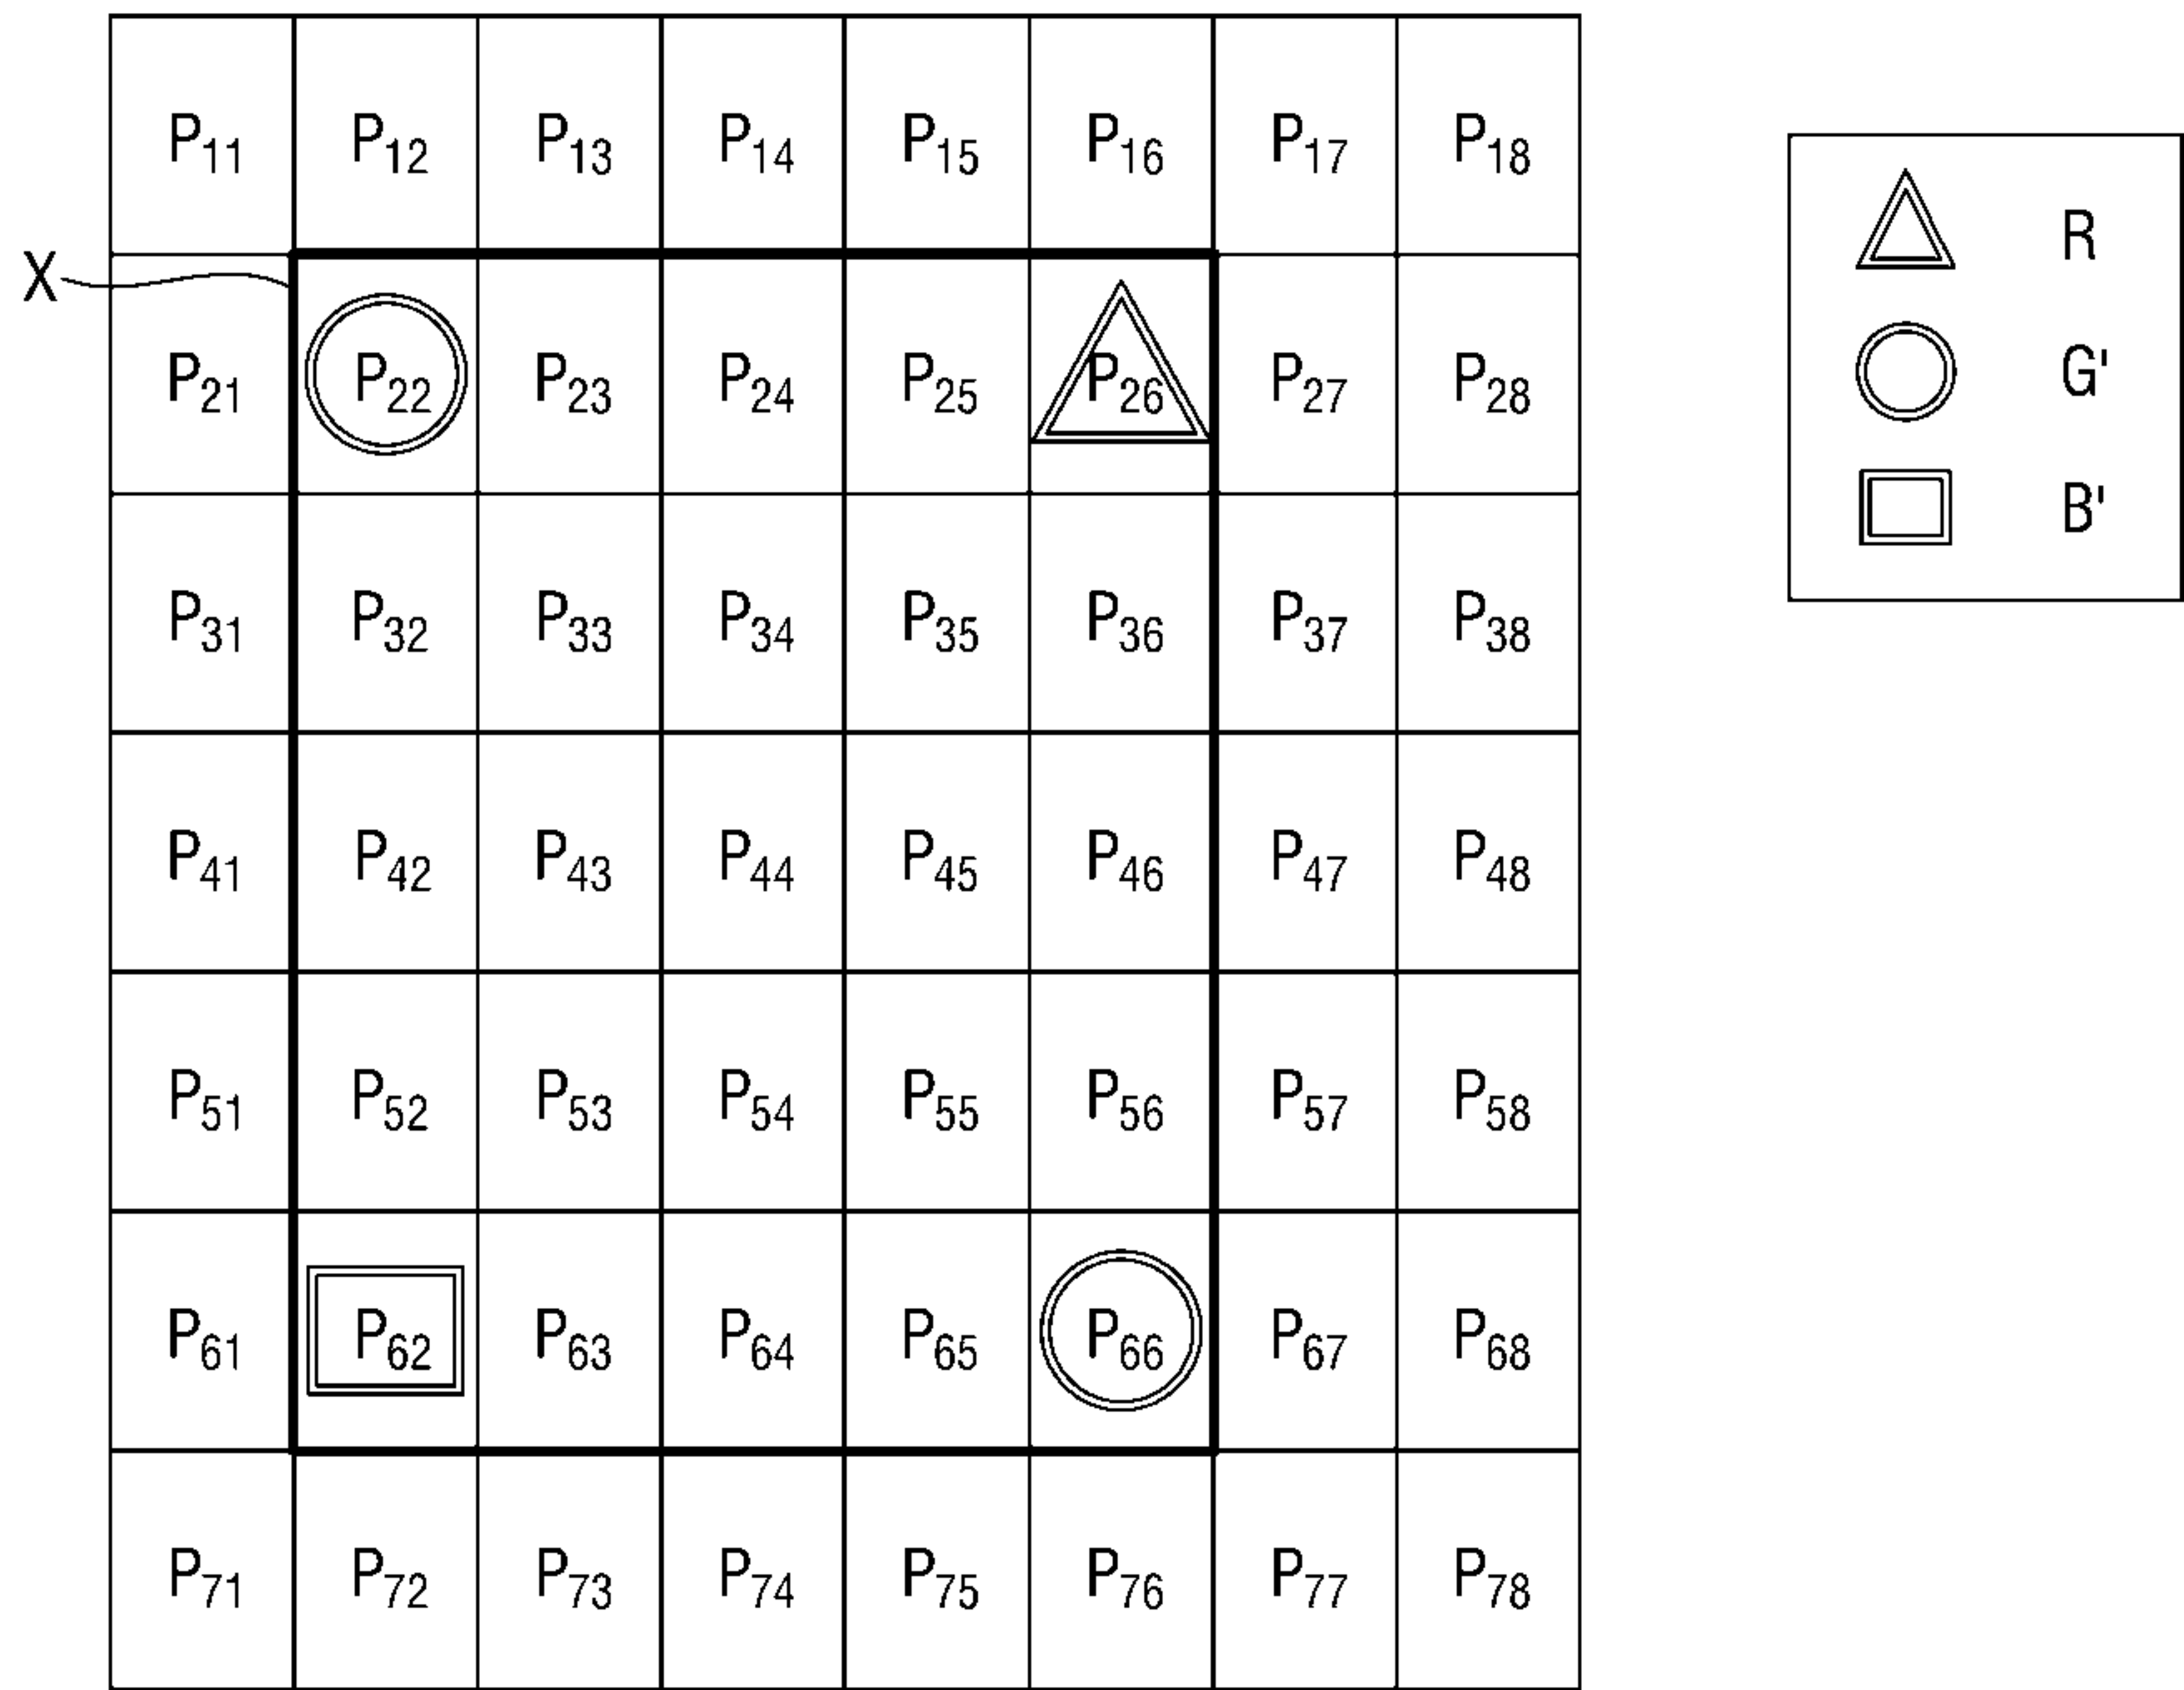 P11 P12 P13 P14 P15 P16 P17 P18
R
X
P21 P22 P23 P24 P25 P26 P27 P28
G'
B'
P31 P32 P33 P34 P35 P36 P37 P38
P41 P42 P43 P44 P45 P46 P47 P48
P51 P52 P53 P54 P55 P56 P57 P58
P61 P62 P63 P64 P65 P66 P67 P68
P71 P72 P73 P74 P75 P76 P77 P78